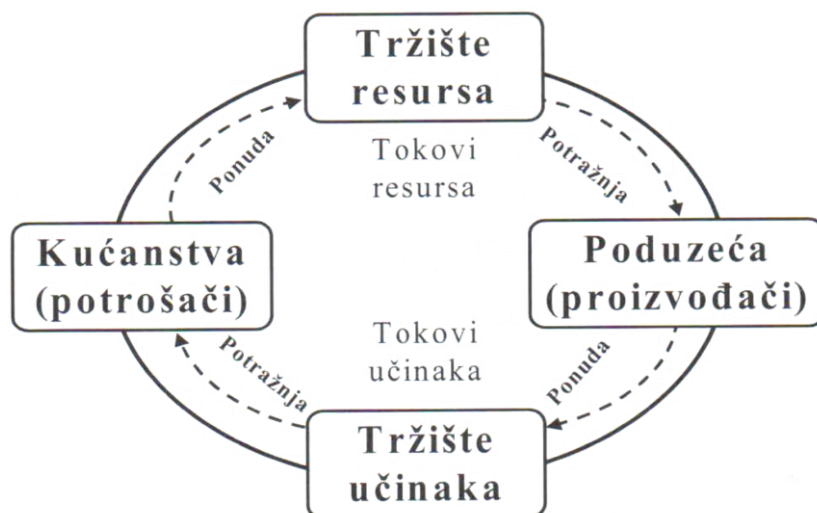 Tržište
resursa
Ponuda
Tokovi
resursa
Potražnja
Kućanstva
(potrošači)
Poduzeća
(proizvođači)
Potražnja
Tokovi
učinaka
Ponuda
Tržište
učinaka